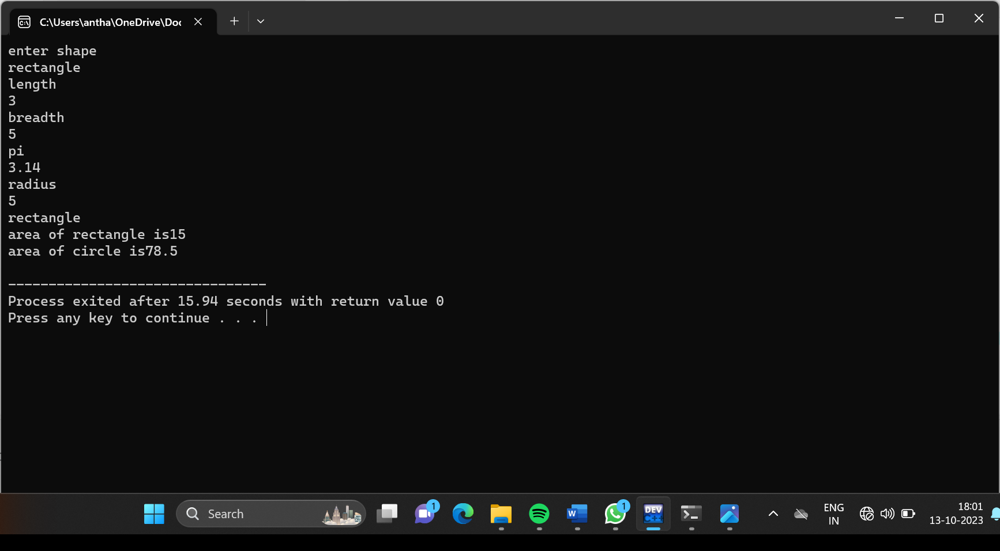 C:\Users\antha\OneDrive\Doc
enter shape
rectangle
length
3
breadth
5
pi
3.14
radius
5
rectangle
area of rectangle is15
area of circle is78.5
--------------------------------
Process exited after 15.94 seconds with return value 0
Press any key to continue . . .
Search
1
W
1
DEV
C++
ENG
IN
18:01
13-10-2023